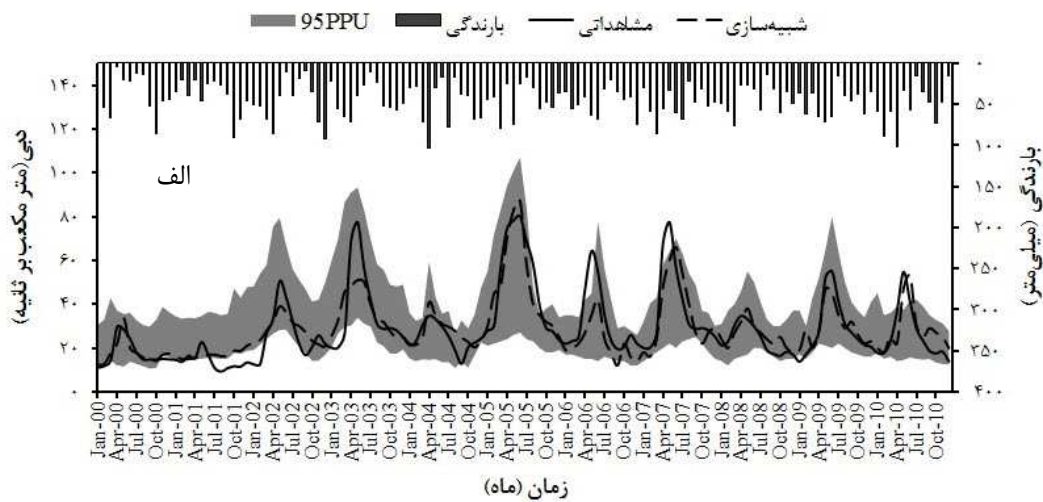 95PPU بارندگی مشاهداتی شبیه‌سازی
دبی (متر مکعب بر ثانیه)
۱۴۰
۱۲۰
۱۰۰
۸۰
۶۰
۴۰
۲۰
۰
الف
۰
۵۰
۱۰۰
۱۵۰
۲۰۰
۲۵۰
۳۰۰
۳۵۰
۴۰۰
بارندگی (میلی‌متر)
Jan-00
Apr-00
Jul-00
Oct-00
Jan-01
Apr-01
Jul-01
Oct-01
Jan-02
Apr-02
Jul-02
Oct-02
Jan-03
Apr-03
Jul-03
Oct-03
Jan-04
Apr-04
Jul-04
Oct-04
Jan-05
Apr-05
Jul-05
Oct-05
Jan-06
Apr-06
Jul-06
Oct-06
Jan-07
Apr-07
Jul-07
Oct-07
Jan-08
Apr-08
Jul-08
Oct-08
Jan-09
Apr-09
Jul-09
Oct-09
Jan-10
Apr-10
Jul-10
Oct-10
زمان (ماه)